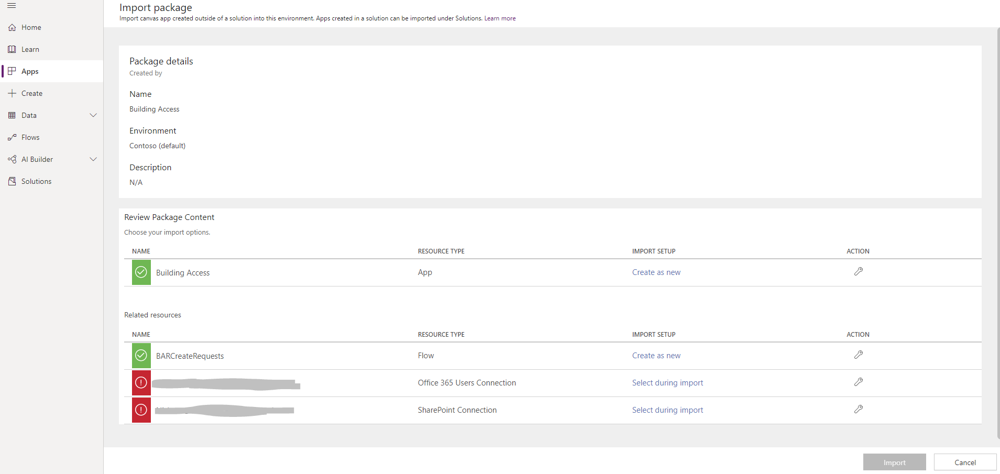 Import package
Import canvas app created outside of a solution into this environment. Apps created in a solution can be imported under Solutions. Learn more
Home
Learn
Apps
Create
Data
Flows
AI Builder
Solutions
Package details
Created by
Name
Building Access
Environment
Contoso (default)
Description
N/A
Review Package Content
Choose your import options.
NAME RESOURCE TYPE IMPORT SETUP ACTION
Building Access App Create as new
Related resources
NAME RESOURCE TYPE IMPORT SETUP ACTION
BARCreateRequests Flow Create as new
Office 365 Users Connection Select during import
SharePoint Connection Select during import
Import Cancel